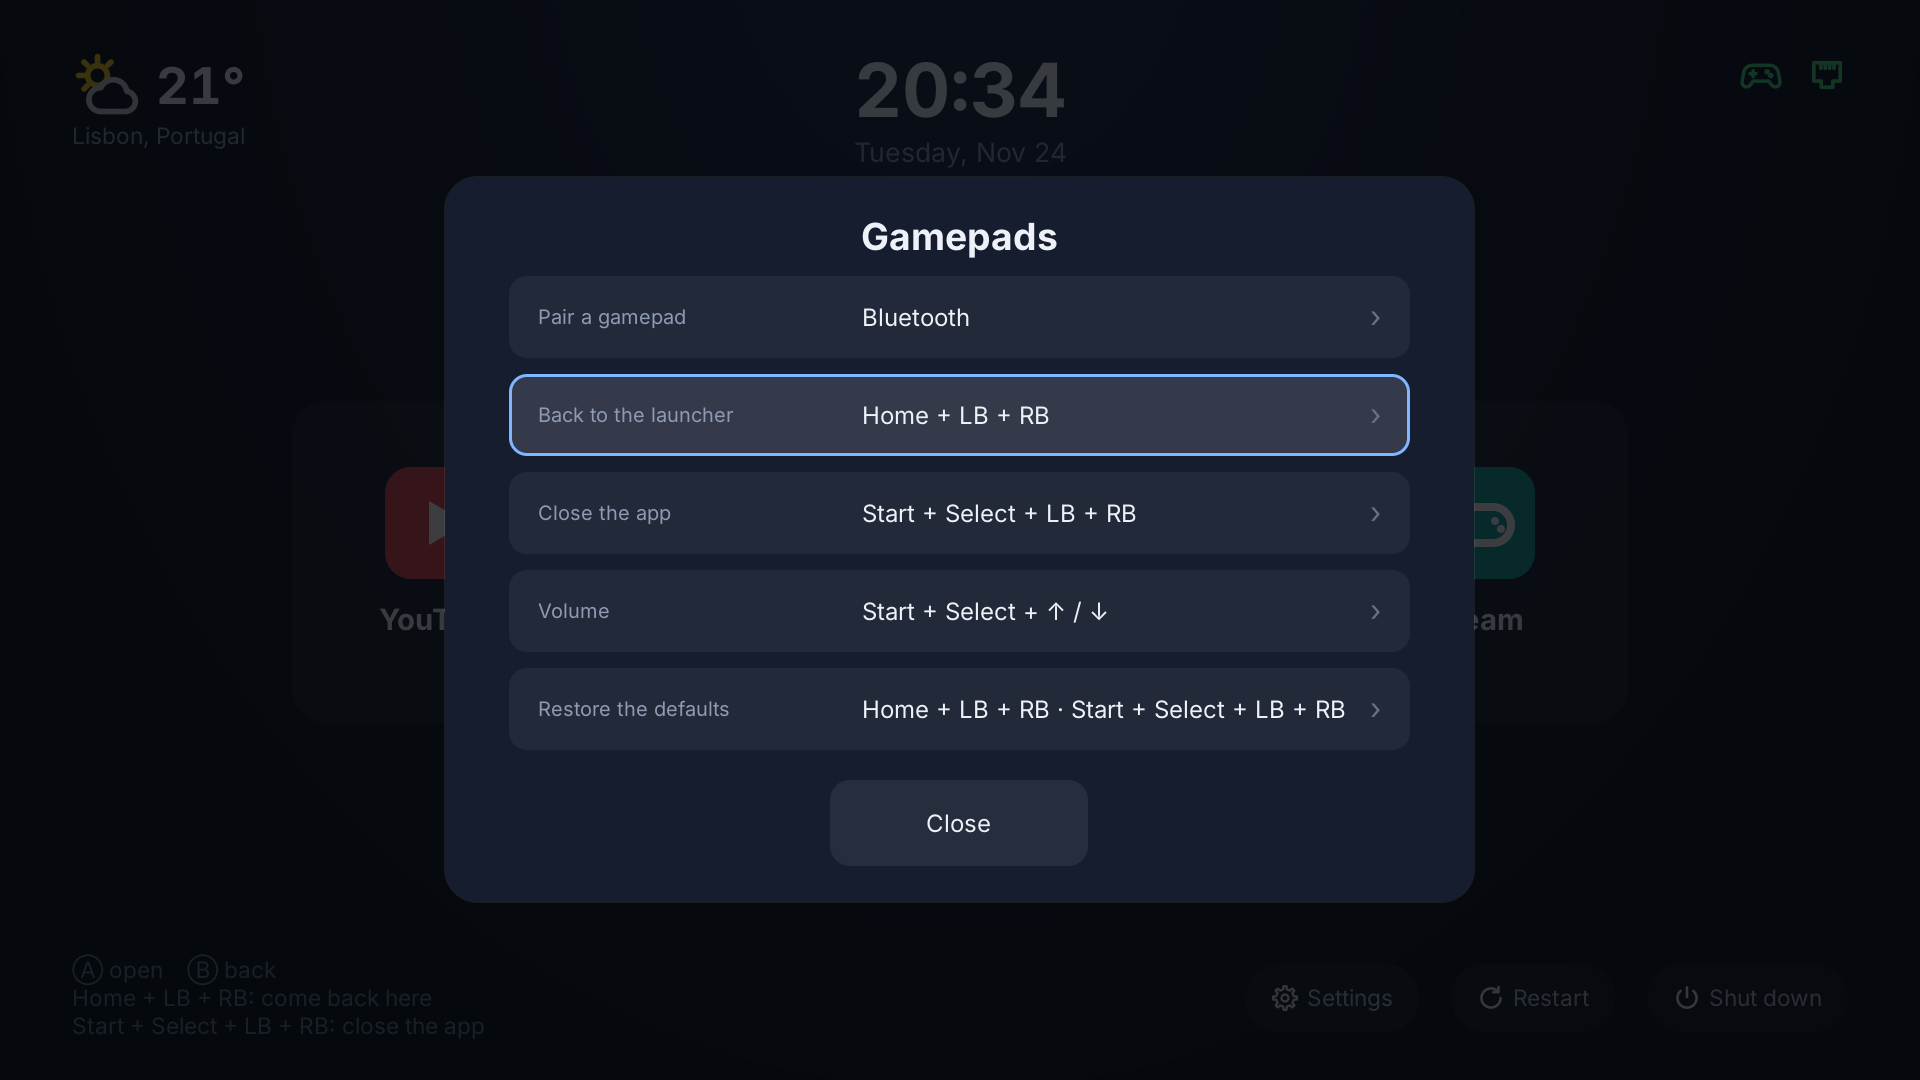 21°
Lisbon, Portugal
20:34
Tuesday, Nov 24
Gamepads
Pair a gamepad Bluetooth ›
Back to the launcher Home + LB + RB ›
Close the app Start + Select + LB + RB ›
Volume Start + Select + ↑ / ↓ ›
Restore the defaults Home + LB + RB · Start + Select + LB + RB ›
Close
YouT
eam
A open B back
Home + LB + RB: come back here
Start + Select + LB + RB: close the app
Settings Restart Shut down